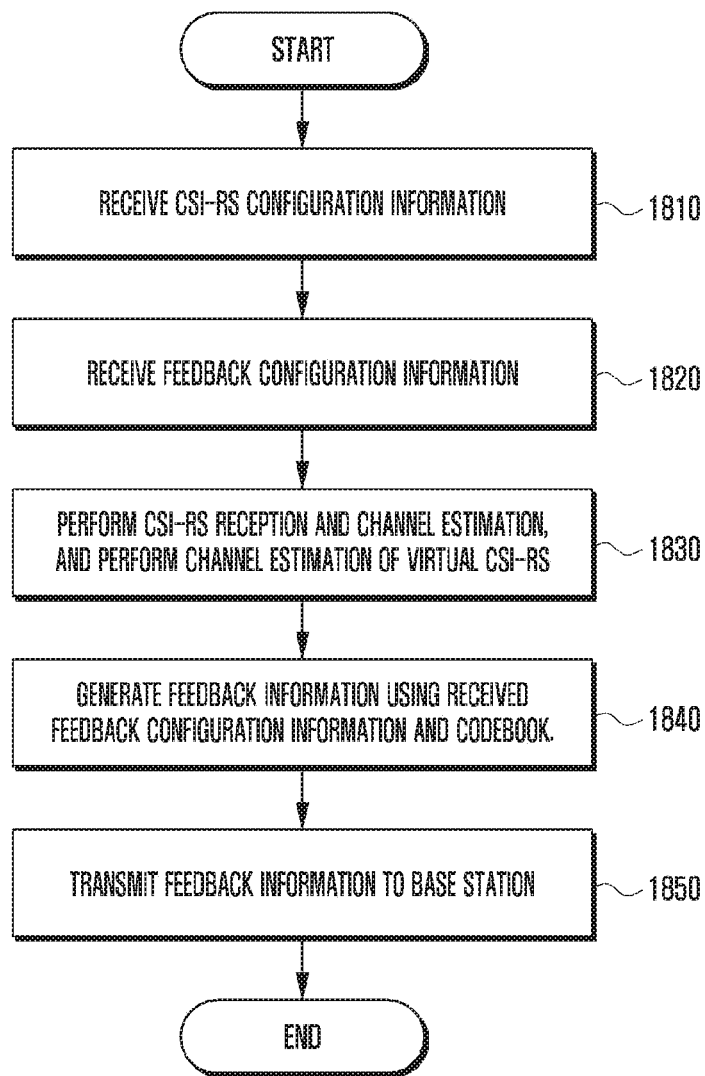 START
RECEIVE CSI-RS CONFIGURATION INFORMATION
1810
RECEIVE FEEDBACK CONFIGURATION INFORMATION
1820
PERFORM CSI-RS RECEPTION AND CHANNEL ESTIMATION,
AND PERFORM CHANNEL ESTIMATION OF VIRTUAL CSI-RS
1830
GENERATE FEEDBACK INFORMATION USING RECEIVED
FEEDBACK CONFIGURATION INFORMATION AND CODEBOOK.
1840
TRANSMIT FEEDBACK INFORMATION TO BASE STATION
1850
END